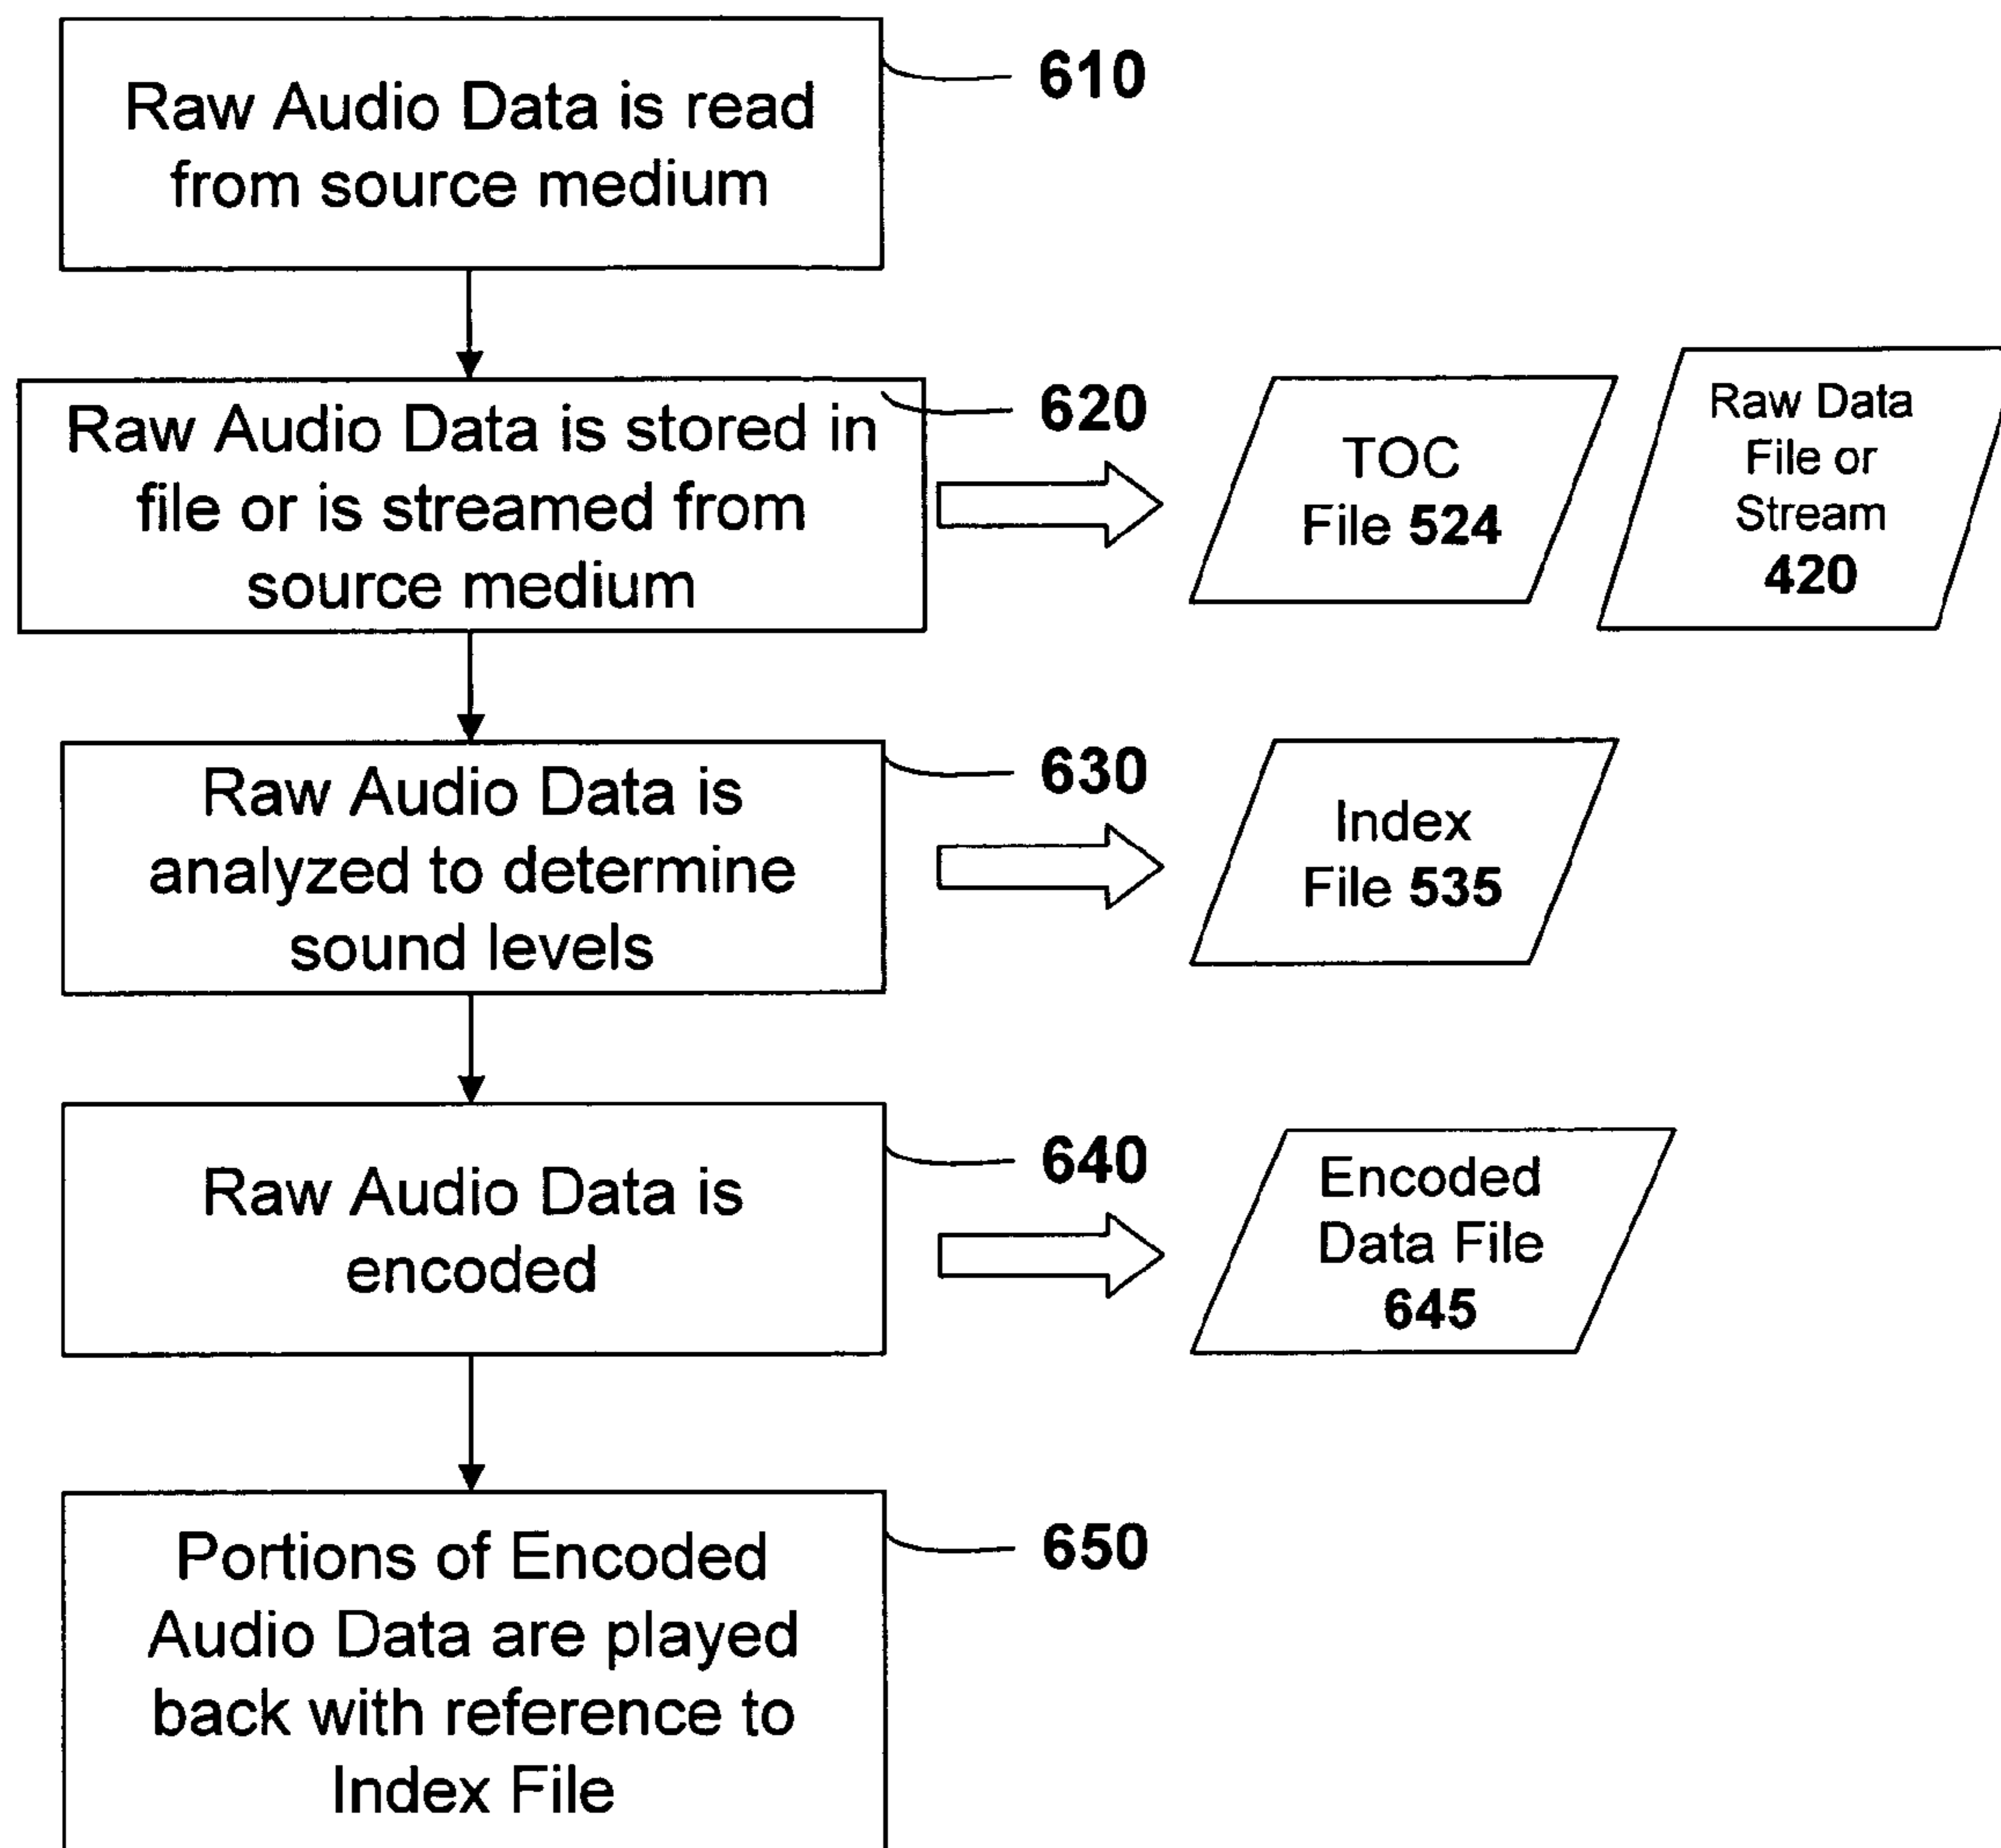 Raw Audio Data is read
from source medium
610
Raw Audio Data is stored in
file or is streamed from
source medium
620
TOC
File 524
Raw Data
File or
Stream
420
Raw Audio Data is
analyzed to determine
sound levels
630
Index
File 535
Raw Audio Data is
encoded
640
Encoded
Data File
645
Portions of Encoded
Audio Data are played
back with reference to
Index File
650